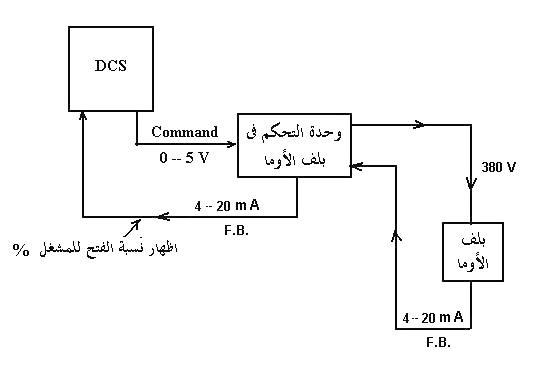 DCS
Command
0 -- 5 V
وحدة التحكم فى
بلف الأوما
380 V
4 -- 20 m A
F.B.
اظهار نسبة الفتح للمشغل %
بلف
الأوما
4 -- 20 m A
F.B.